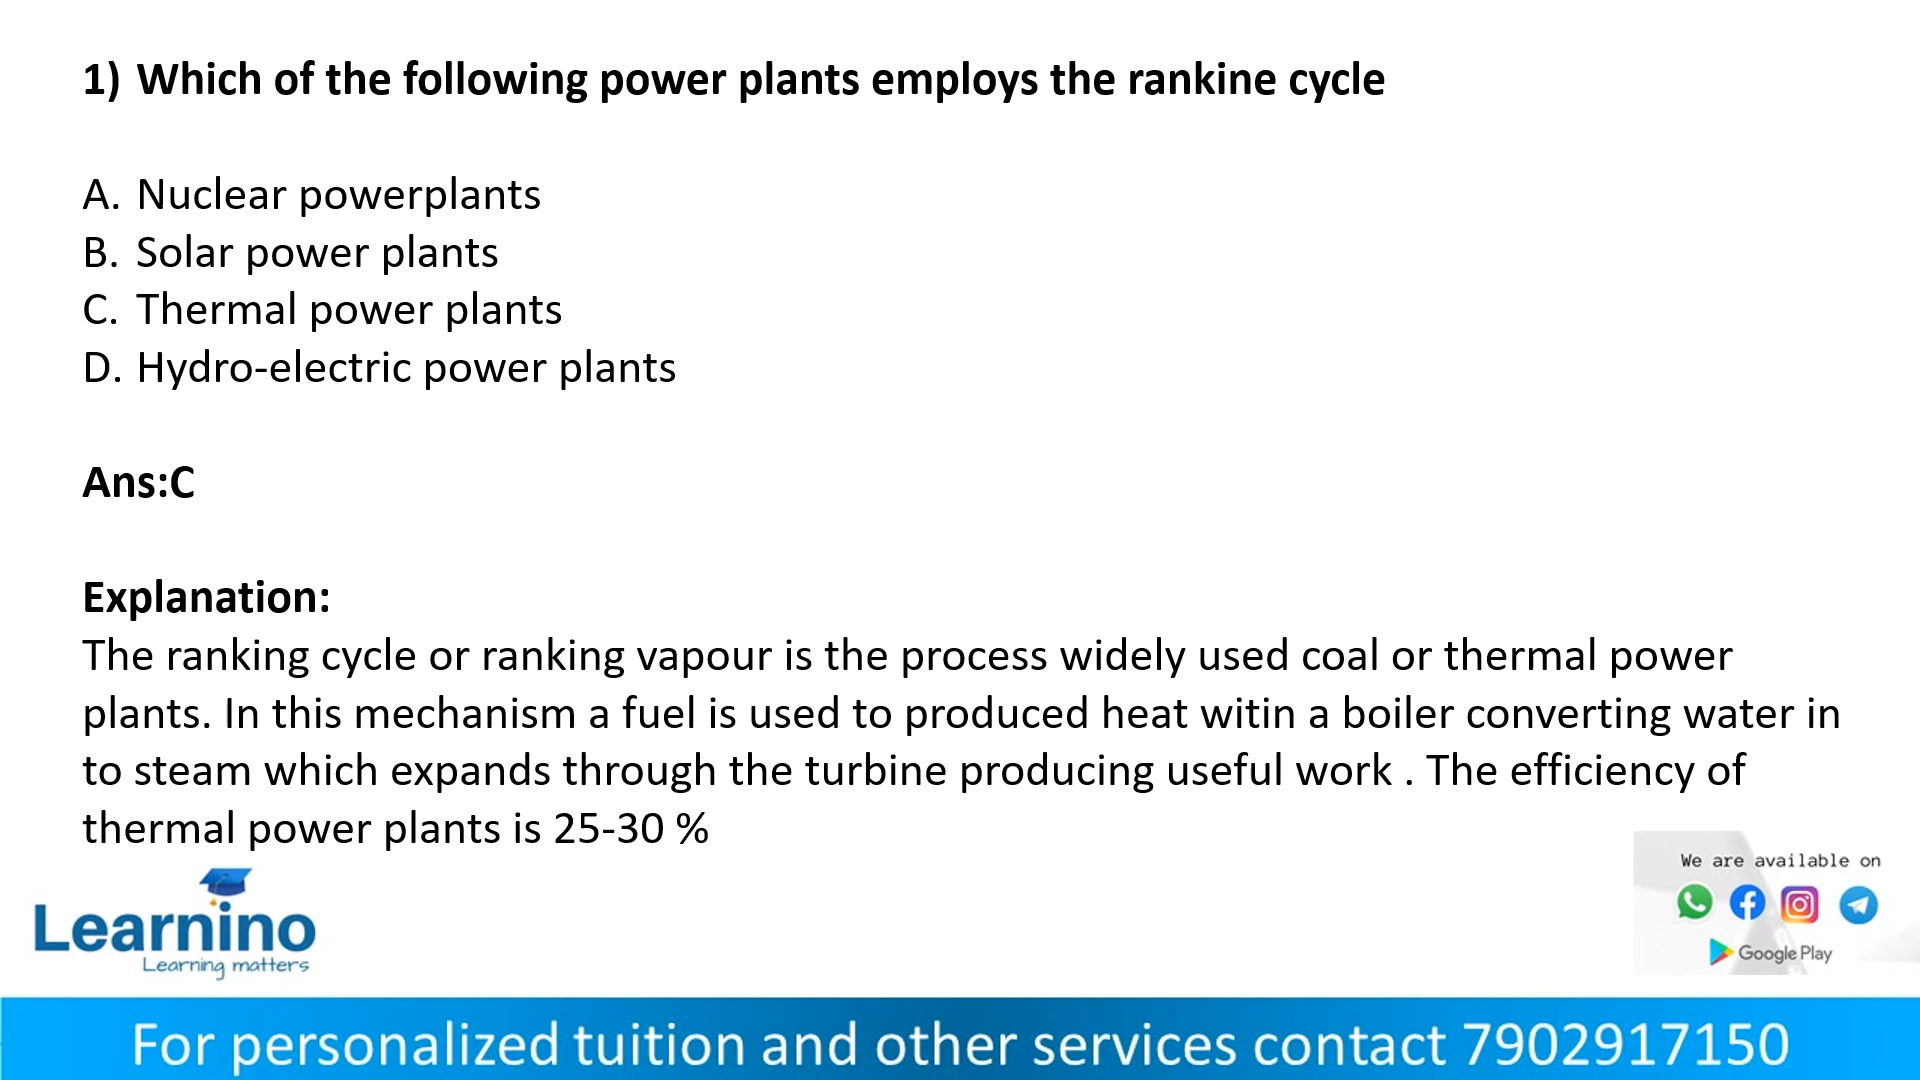 1) Which of the following power plants employs the rankine cycle
A. Nuclear powerplants
B. Solar power plants
C. Thermal power plants
D. Hydro-electric power plants
Ans:C
Explanation:
The ranking cycle or ranking vapour is the process widely used coal or thermal power
plants. In this mechanism a fuel is used to produced heat witin a boiler converting water in
to steam which expands through the turbine producing useful work . The efficiency of
thermal power plants is 25-30 %
We are available on
Google Play
Learnino
Learning matters
For personalized tuition and other services contact 7902917150